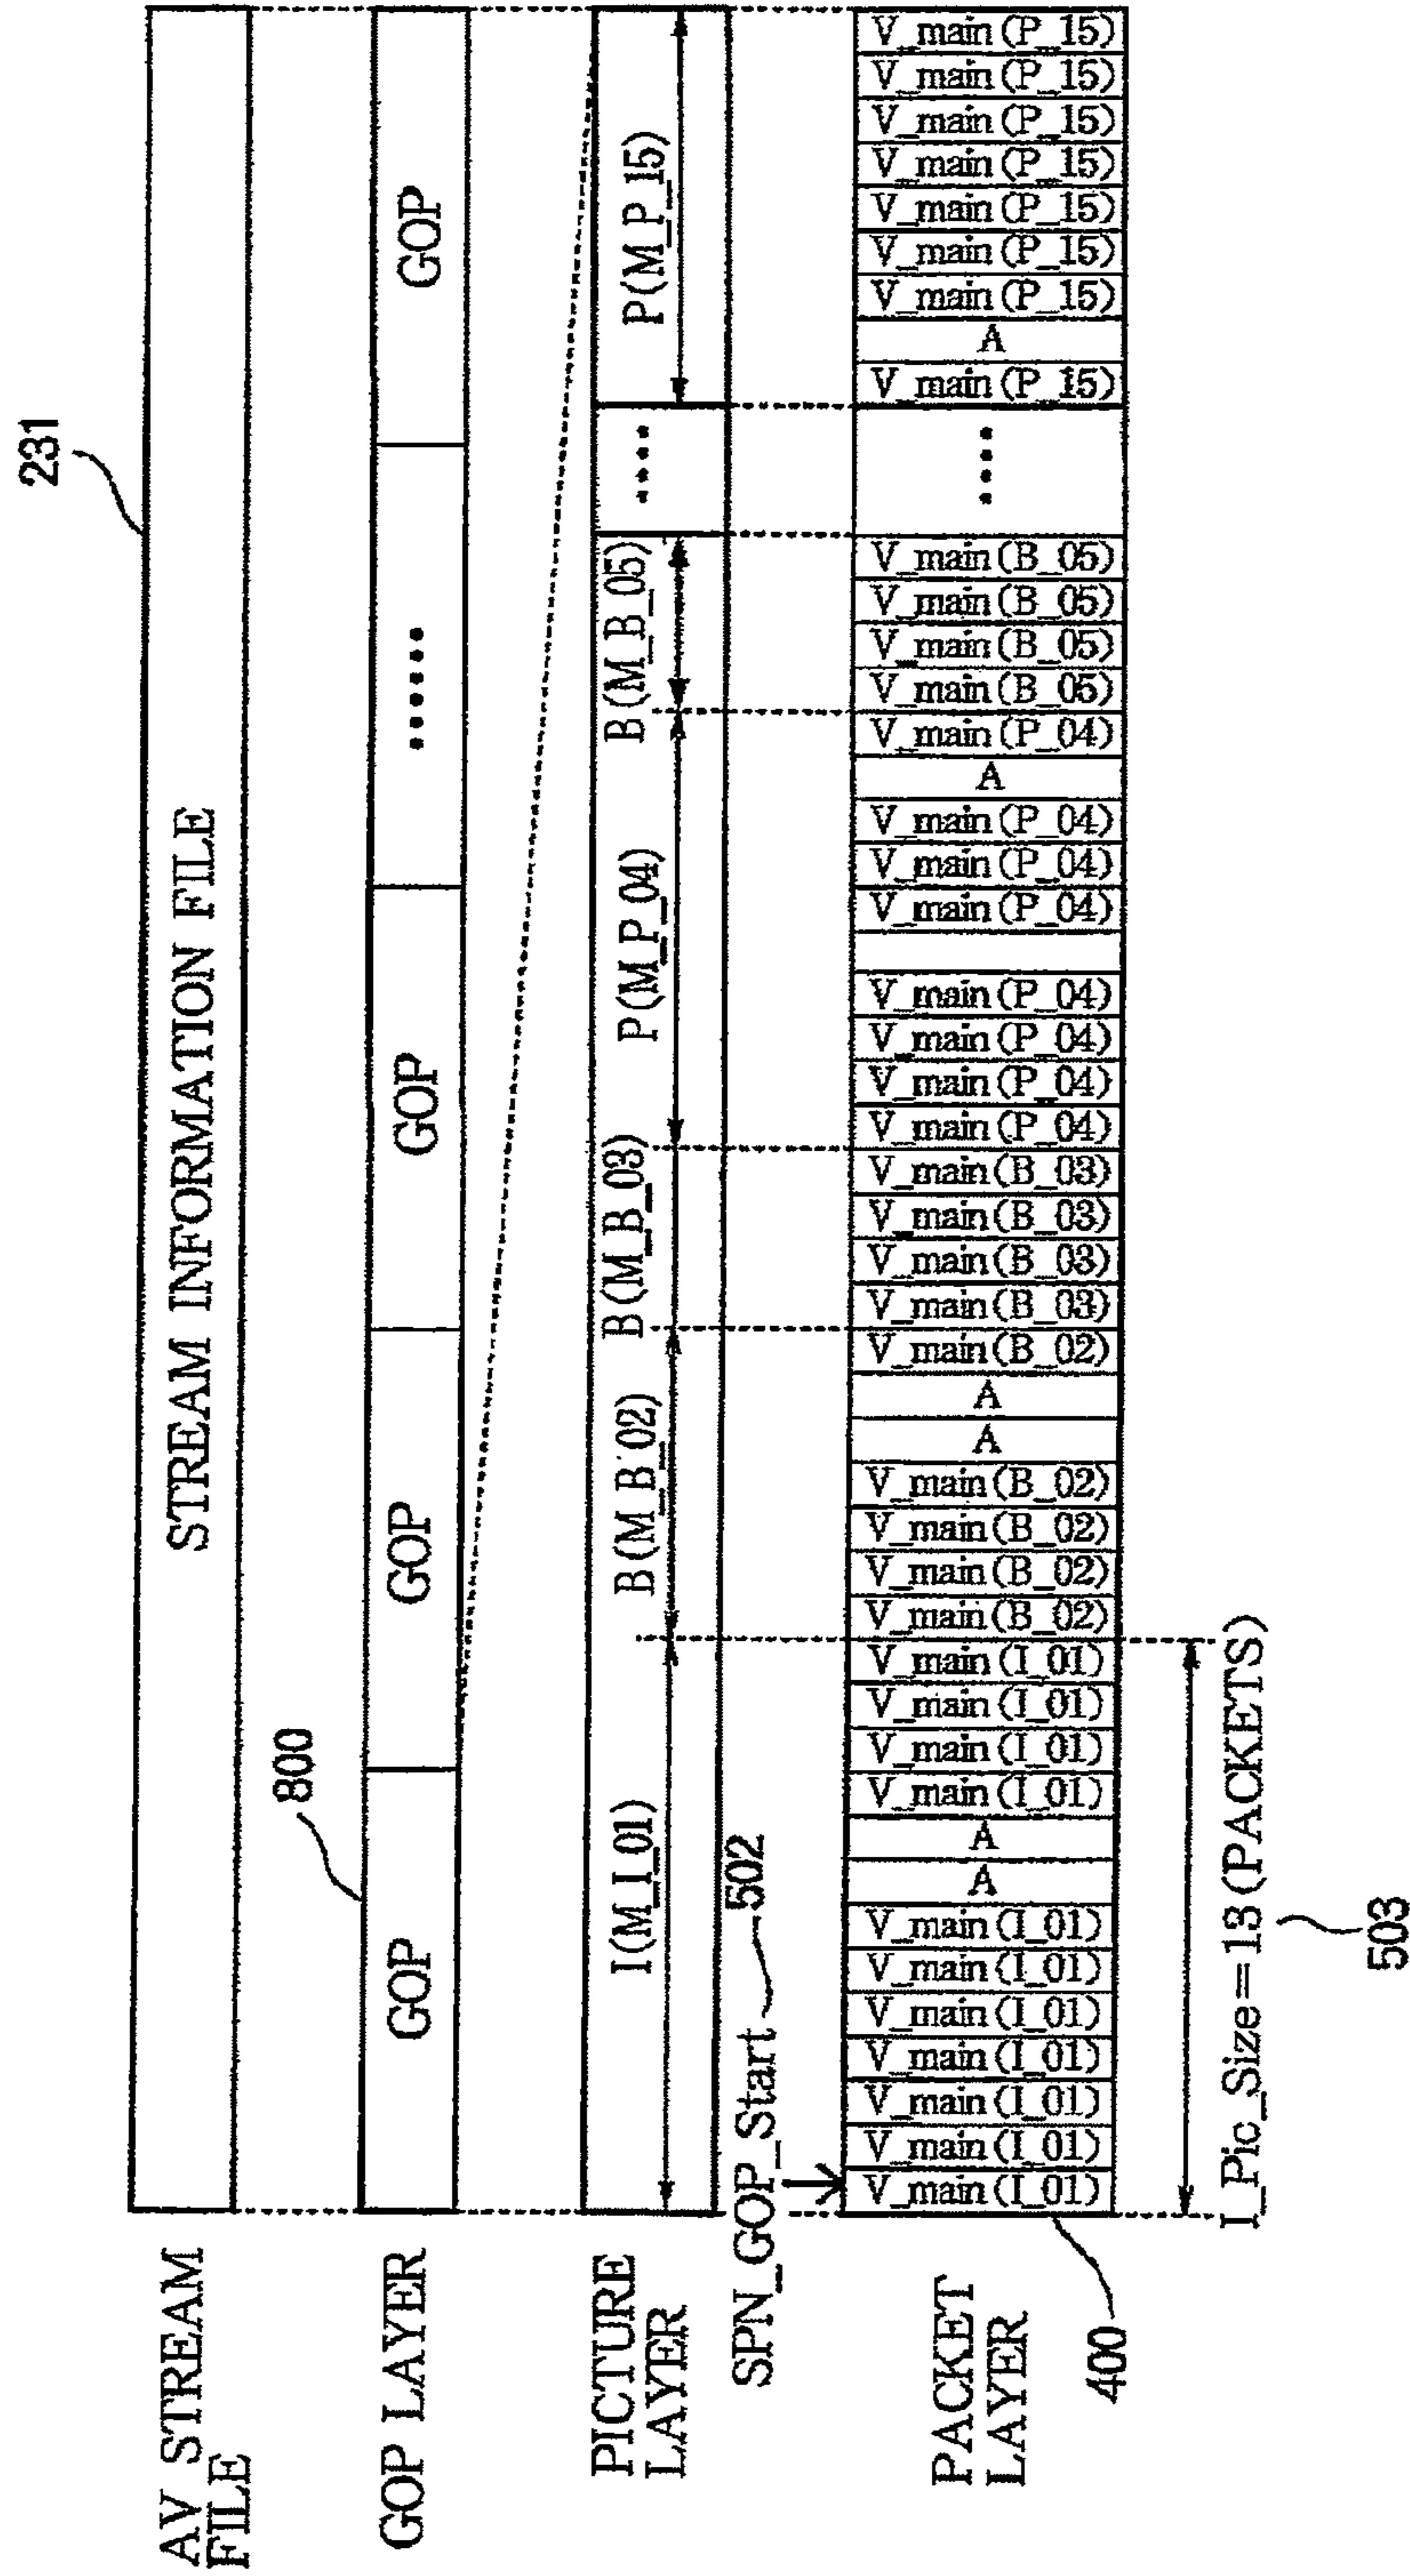 231
AV STREAM
FILE
STREAM INFORMATION FILE
800
GOP LAYER
GOP
GOP
GOP
......
GOP
PICTURE
LAYER
I(M_I_01)
B(M_B_02)
B(M_B_03)
P(M_P_04)
B(M_B_05)
....
P(M_P_15)
SPN_GOP_Start
502
PACKET
LAYER
V_main(I_01)
V_main(I_01)
V_main(I_01)
V_main(I_01)
V_main(I_01)
V_main(I_01)
V_main(I_01)
A
A
V_main(I_01)
V_main(I_01)
V_main(I_01)
V_main(I_01)
V_main(B_02)
V_main(B_02)
V_main(B_02)
V_main(B_02)
A
A
V_main(B_02)
V_main(B_03)
V_main(B_03)
V_main(B_03)
V_main(B_03)
V_main(P_04)
V_main(P_04)
V_main(P_04)
V_main(P_04)
V_main(P_04)
V_main(P_04)
V_main(P_04)
A
V_main(P_04)
V_main(B_05)
V_main(B_05)
V_main(B_05)
V_main(B_05)
....
V_main(P_15)
A
V_main(P_15)
V_main(P_15)
V_main(P_15)
V_main(P_15)
V_main(P_15)
V_main(P_15)
V_main(P_15)
400
I_Pic_Size=13(PACKETS)
503